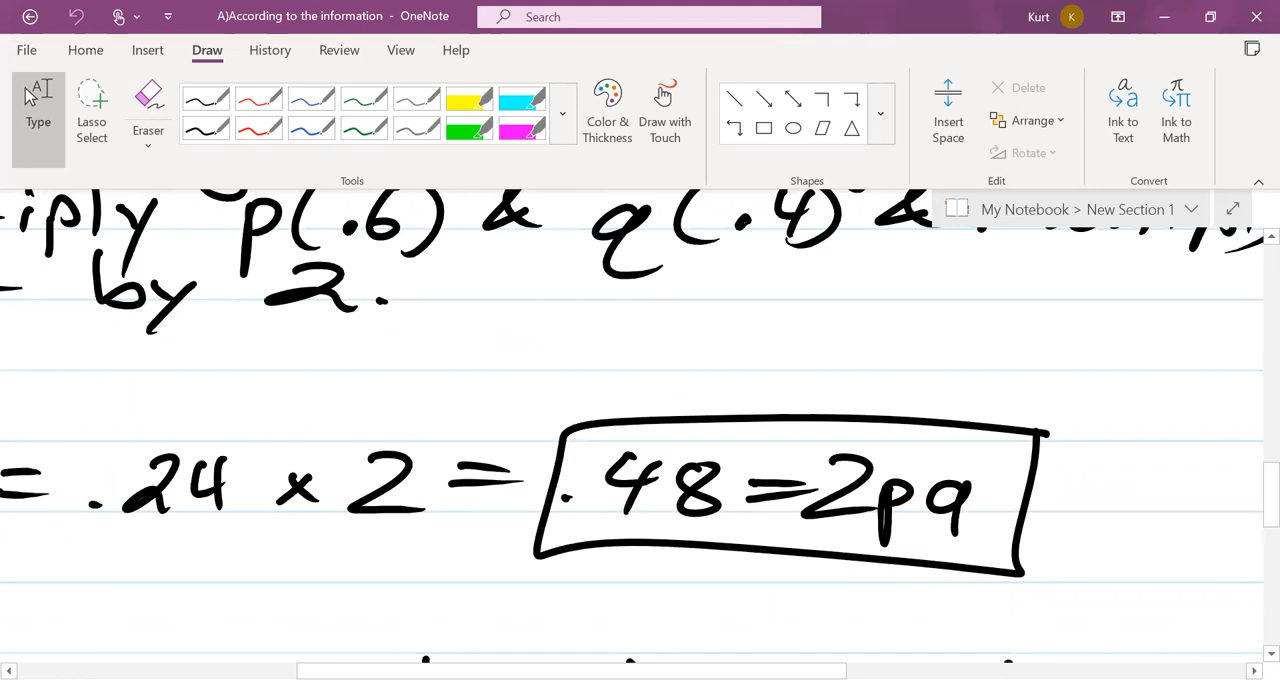 A)According to the information - OneNote
Search
Kurt K
File Home Insert Draw History Review View Help
Type
Lasso Select
Eraser
Color & Thickness
Draw with Touch
Insert Space
Delete
Arrange
Rotate
Ink to Text
Ink to Math
Tools Shapes Edit Convert
My Notebook > New Section 1
iply p(.6) & q(.4) &
by 2.
= .24 x 2 = .48=2pq